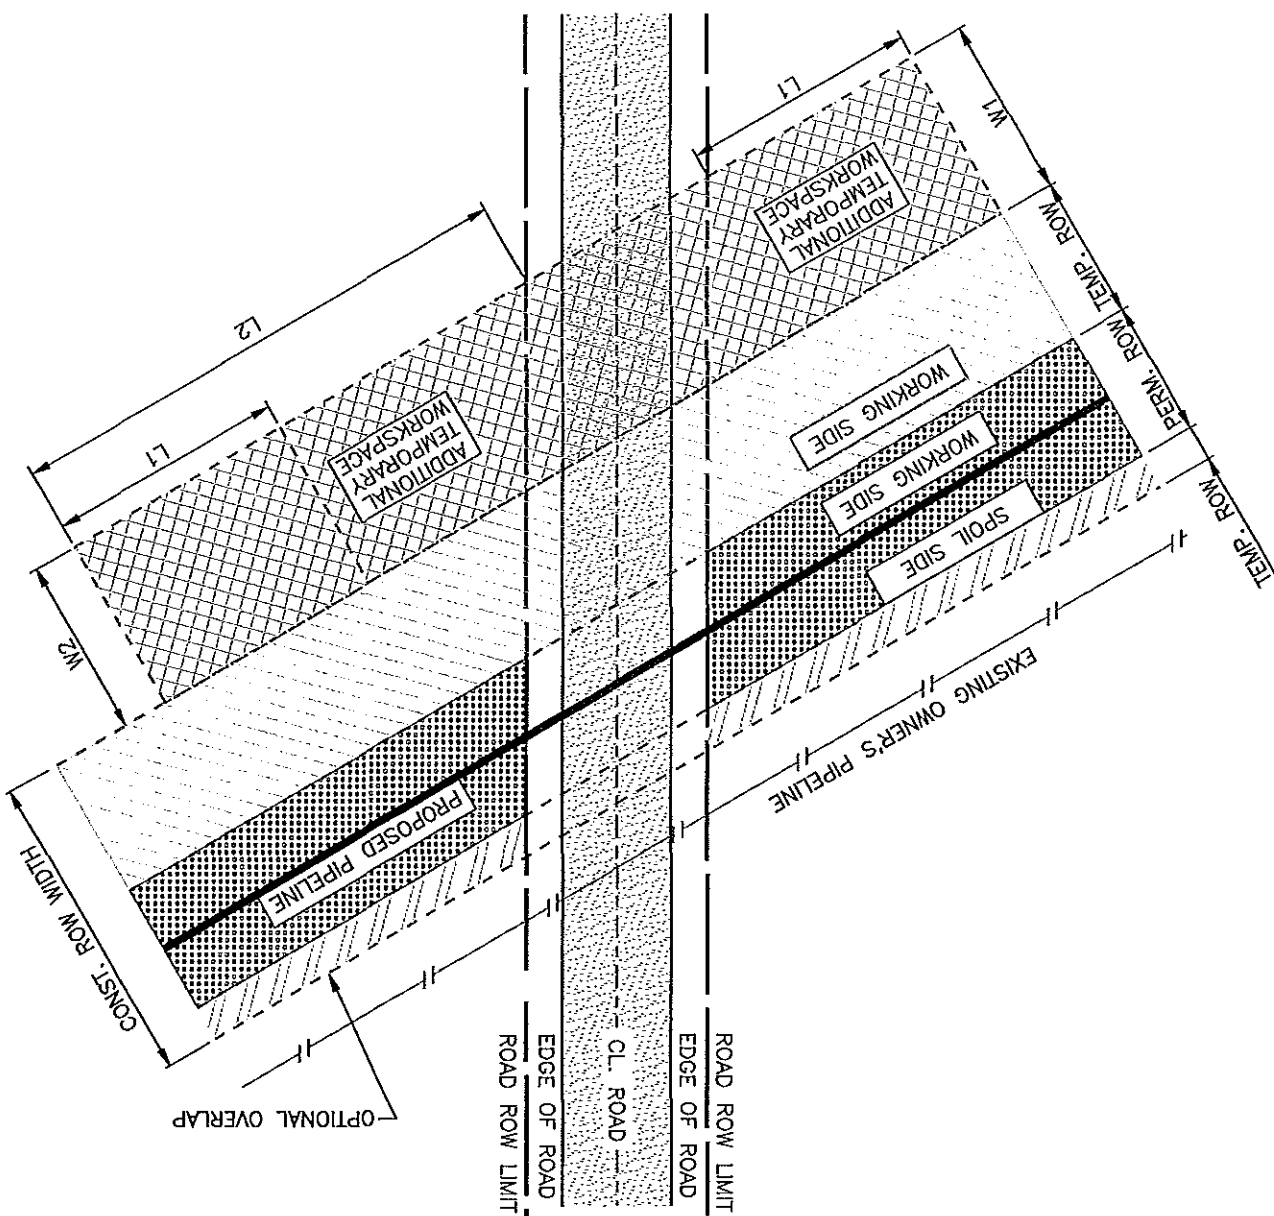 L1
W1
ADDITIONAL
TEMPORARY
WORKSPACE
TEMP. ROW
PERM. ROW
TEMP. ROW
L2
L1
W2
ADDITIONAL
TEMPORARY
WORKSPACE
WORKING SIDE
WORKING SIDE
SPOIL SIDE
EXISTING OWNER'S PIPELINE
PROPOSED PIPELINE
CONST. ROW WIDTH
OPTIONAL OVERLAP
ROAD ROW LIMIT
EDGE OF ROAD
CL. ROAD
EDGE OF ROAD
ROAD ROW LIMIT